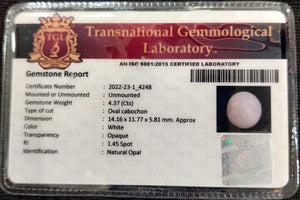 TGL
Transnational Gemmological
Laboratory
AN ISO 9001:2015 CERTIFIED LABORATORY
Gemstone Report
Certificate Number : 2022-23-1_4248
Mounted or Unmounted : Unmounted
Gemstone Weight : 4.37 (Cts)
Type of cut : Oval cabochon
Dimension : 14.16 x 11.77 x 5.81 mm. Approx
Color : White
Transparency : Opaque
RI : 1.45 Spot
Identification : Natural Opal